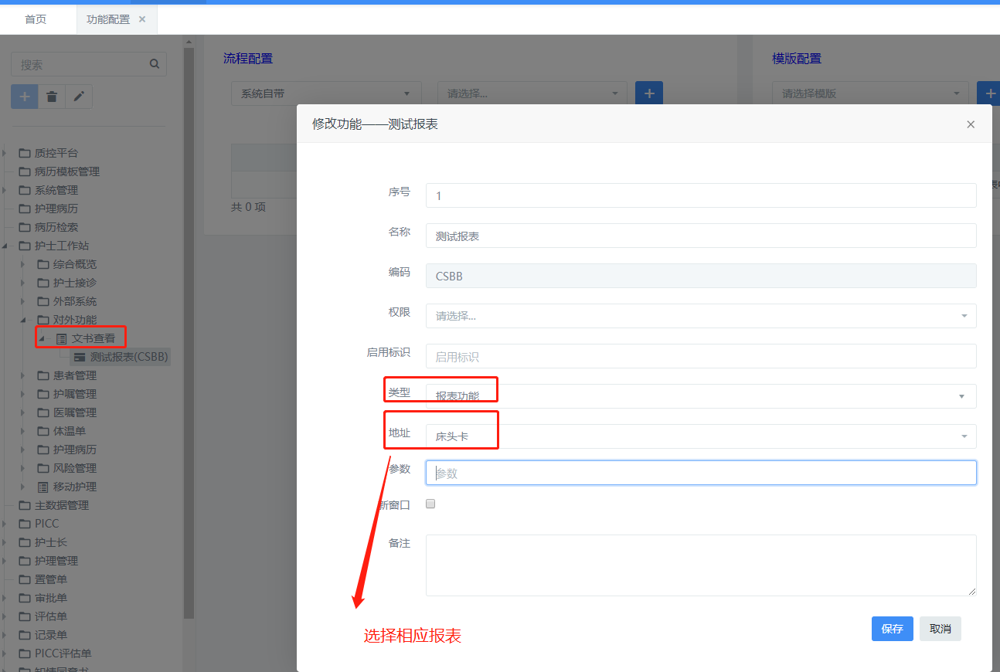 首页
功能配置
搜索
流程配置
模版配置
系统自带
请选择...
请选择模版
共 0 项
质控平台
病历模板管理
系统管理
护理病历
病历检索
护士工作站
综合概览
护士接诊
外部系统
对外功能
文书查看
测试报表(CSBB)
患者管理
护嘱管理
医嘱管理
体温单
护理病历
风险管理
移动护理
主数据管理
PICC
护士长
护理管理
置管单
审批单
评估单
记录单
PICC评估单
知情同意书
修改功能——测试报表
序号
1
名称
测试报表
编码
CSBB
权限
请选择...
启用标识
启用标识
类型
报表功能
地址
床头卡
参数
参数
新窗口
备注
选择相应报表
保存
取消